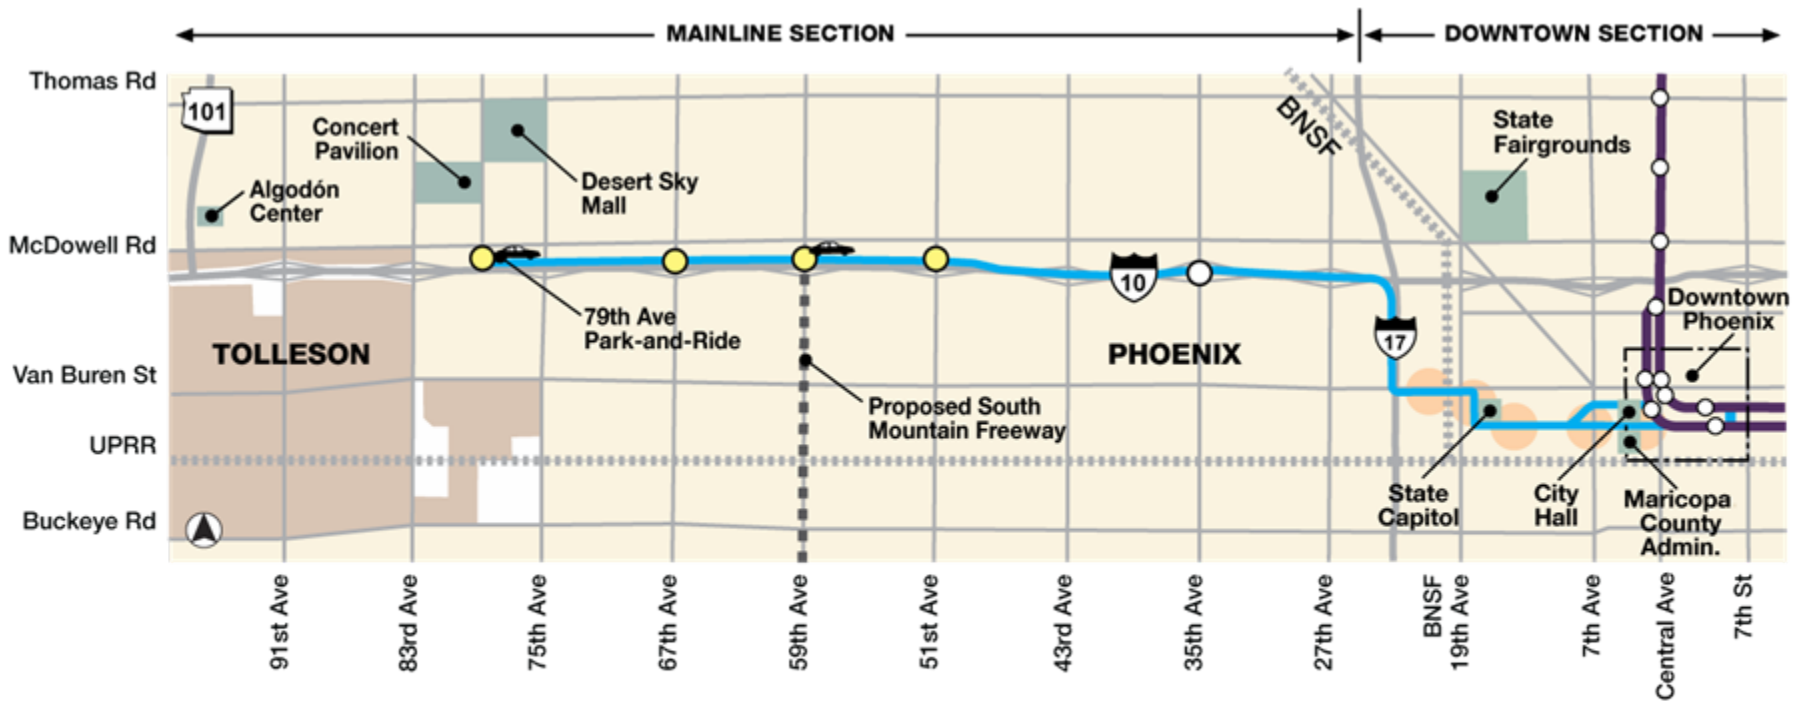 MAINLINE SECTION
DOWNTOWN SECTION
Thomas Rd
101
Concert
Pavilion
Desert Sky
Mall
Algodón
Center
BNSF
State
Fairgrounds
McDowell Rd
10
79th Ave
Park-and-Ride
TOLLESON
PHOENIX
17
Downtown
Phoenix
Van Buren St
Proposed South
Mountain Freeway
UPRR
State
Capitol
City
Hall
Maricopa
County
Admin.
Buckeye Rd
91st Ave
83rd Ave
75th Ave
67th Ave
59th Ave
51st Ave
43rd Ave
35th Ave
27th Ave
BNSF
19th Ave
7th Ave
Central Ave
7th St